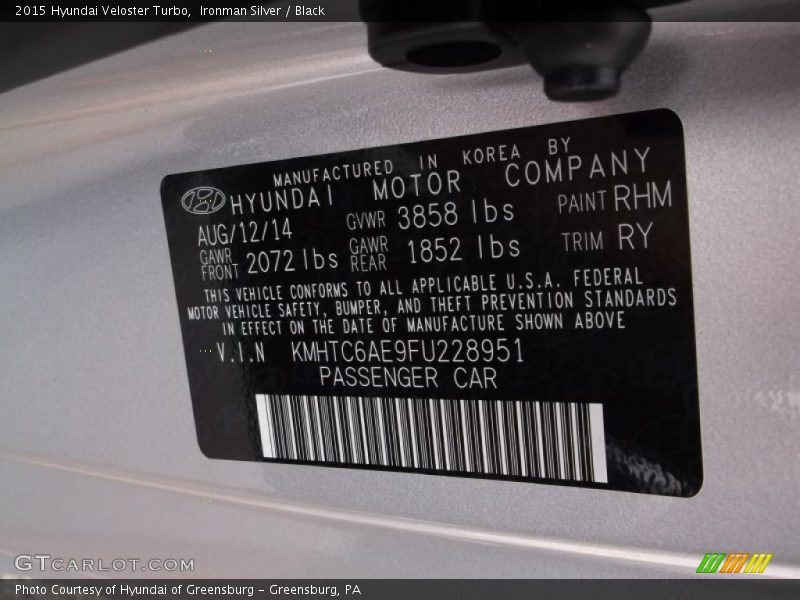 2015 Hyundai Veloster Turbo,  Ironman Silver / Black
MANUFACTURED IN KOREA BY
HYUNDAI MOTOR COMPANY
AUG/12/14 GVWR 3858 lbs PAINT RHM
GAWR FRONT 2072 lbs GAWR REAR 1852 lbs TRIM RY
THIS VEHICLE CONFORMS TO ALL APPLICABLE U.S.A. FEDERAL
MOTOR VEHICLE SAFETY, BUMPER, AND THEFT PREVENTION STANDARDS
IN EFFECT ON THE DATE OF MANUFACTURE SHOWN ABOVE
V.I.N KMHTC6AE9FU228951
PASSENGER CAR
GTCARLOT.COM
Photo Courtesy of Hyundai of Greensburg - Greensburg, PA